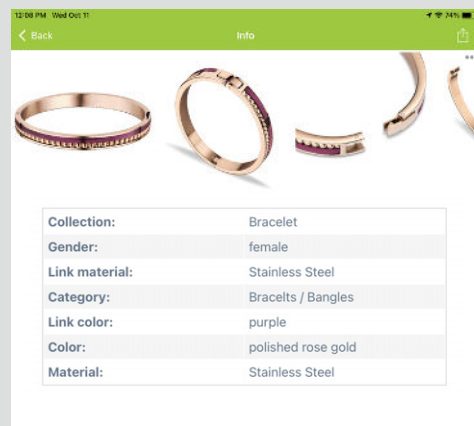 12:08 PM Wed Oct 11
74%
Back
Info
Collection: Bracelet
Gender: female
Link material: Stainless Steel
Category: Bracelts / Bangles
Link color: purple
Color: polished rose gold
Material: Stainless Steel